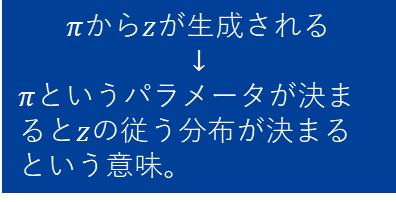 πからzが生成される
↓
πというパラメータが決ま
るとzの従う分布が決まる
という意味。